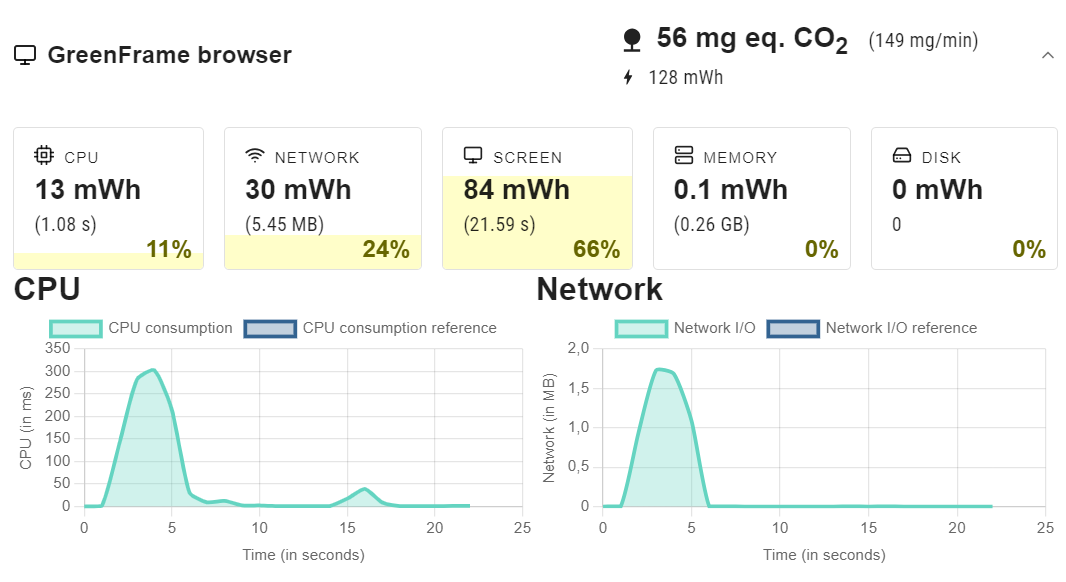 GreenFrame browser
56 mg eq. CO2 (149 mg/min)
128 mWh
CPU
13 mWh
(1.08 s)
11%
NETWORK
30 mWh
(5.45 MB)
24%
SCREEN
84 mWh
(21.59 s)
66%
MEMORY
0.1 mWh
(0.26 GB)
0%
DISK
0 mWh
0
0%
CPU
CPU consumption CPU consumption reference
CPU (in ms)
350
300
250
200
150
100
50
0
0 5 10 15 20 25
Time (in seconds)
Network
Network I/O Network I/O reference
Network (in MB)
2,0
1,5
1,0
0,5
0
0 5 10 15 20 25
Time (in seconds)